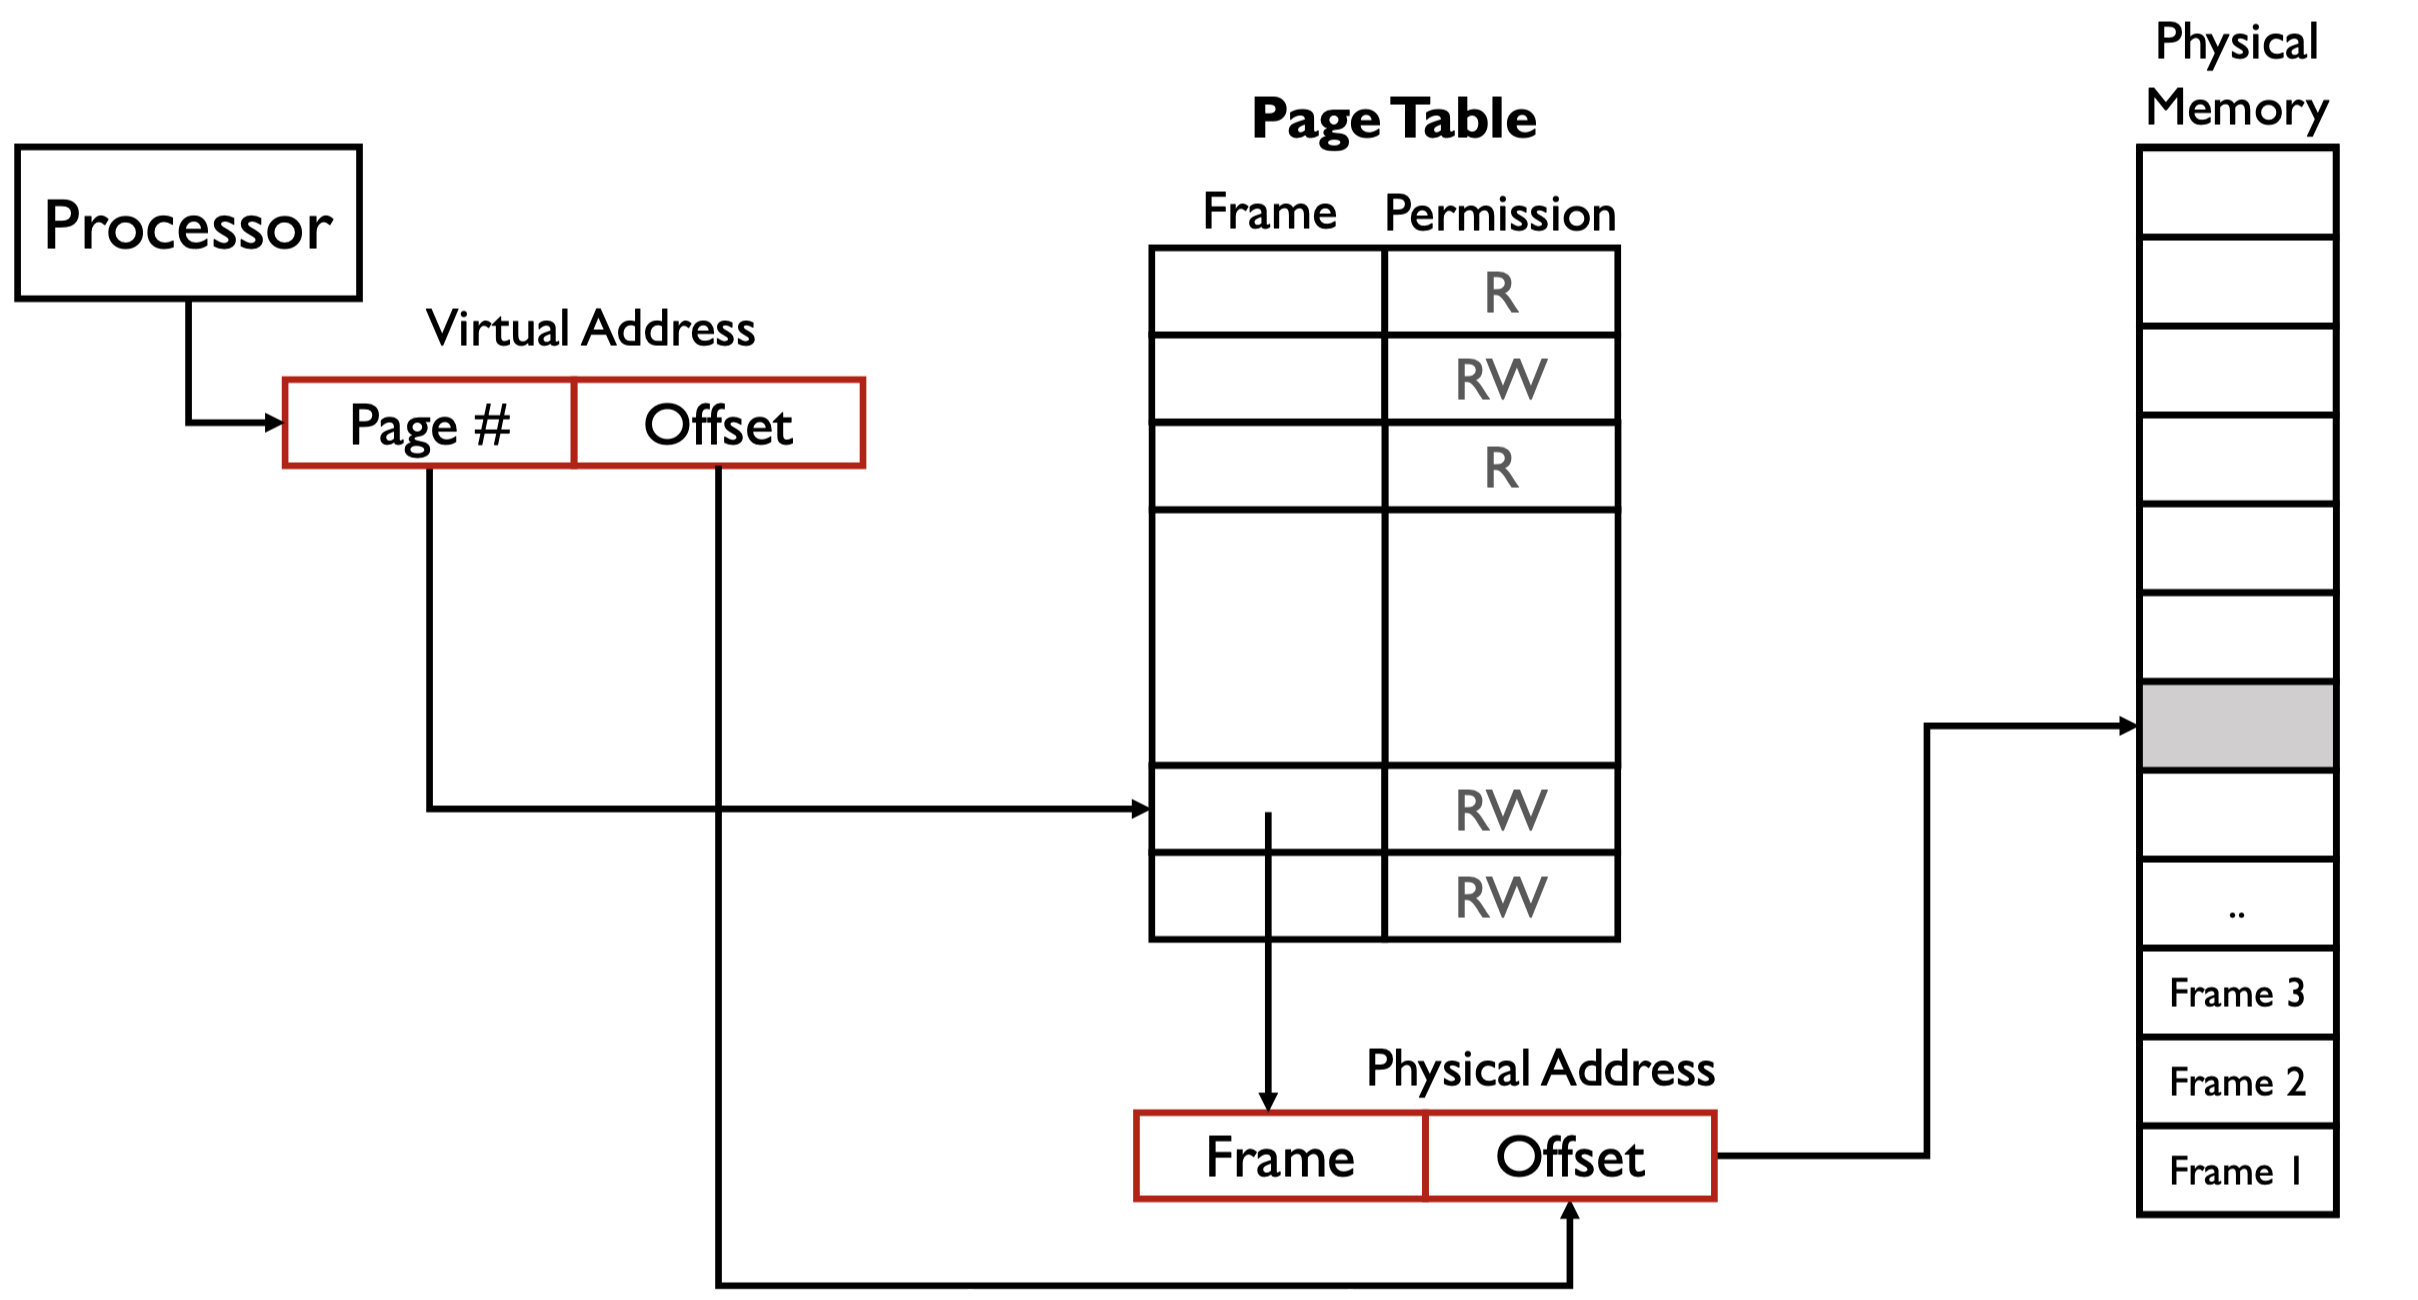 Physical
Memory
Page Table
Processor
Frame Permission
R
Virtual Address
RW
Page # Offset
R
RW
RW
..
Frame 3
Physical Address
Frame 2
Frame Offset
Frame 1